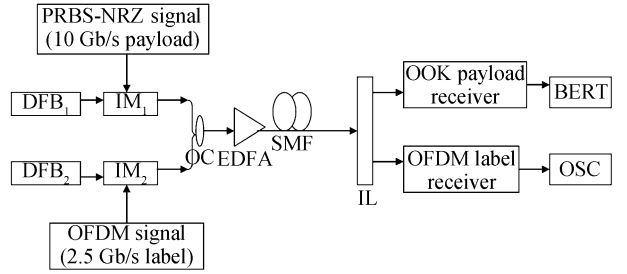 PRBS-NRZ signal
(10 Gb/s payload)
DFB1
IM1
OOK payload
receiver
BERT
OC
EDFA
SMF
DFB2
IM2
OFDM label
receiver
OSC
IL
OFDM signal
(2.5 Gb/s label)